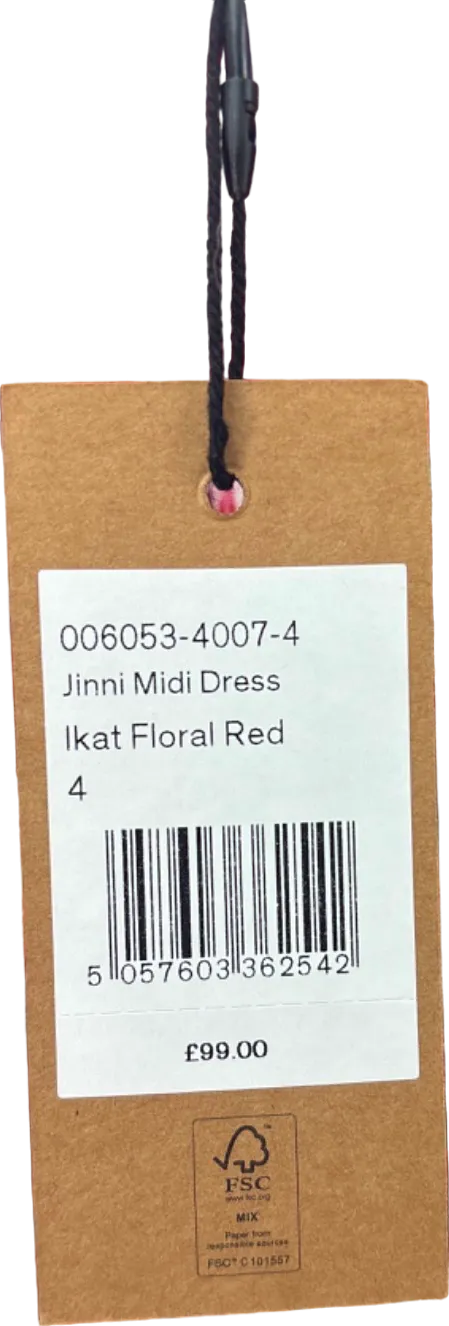 006053-4007-4
Jinni Midi Dress
Ikat Floral Red
4
5 057603 362542
£99.00
FSC
www.fsc.org
MIX
Paper from
responsible sources
FSC® C101557